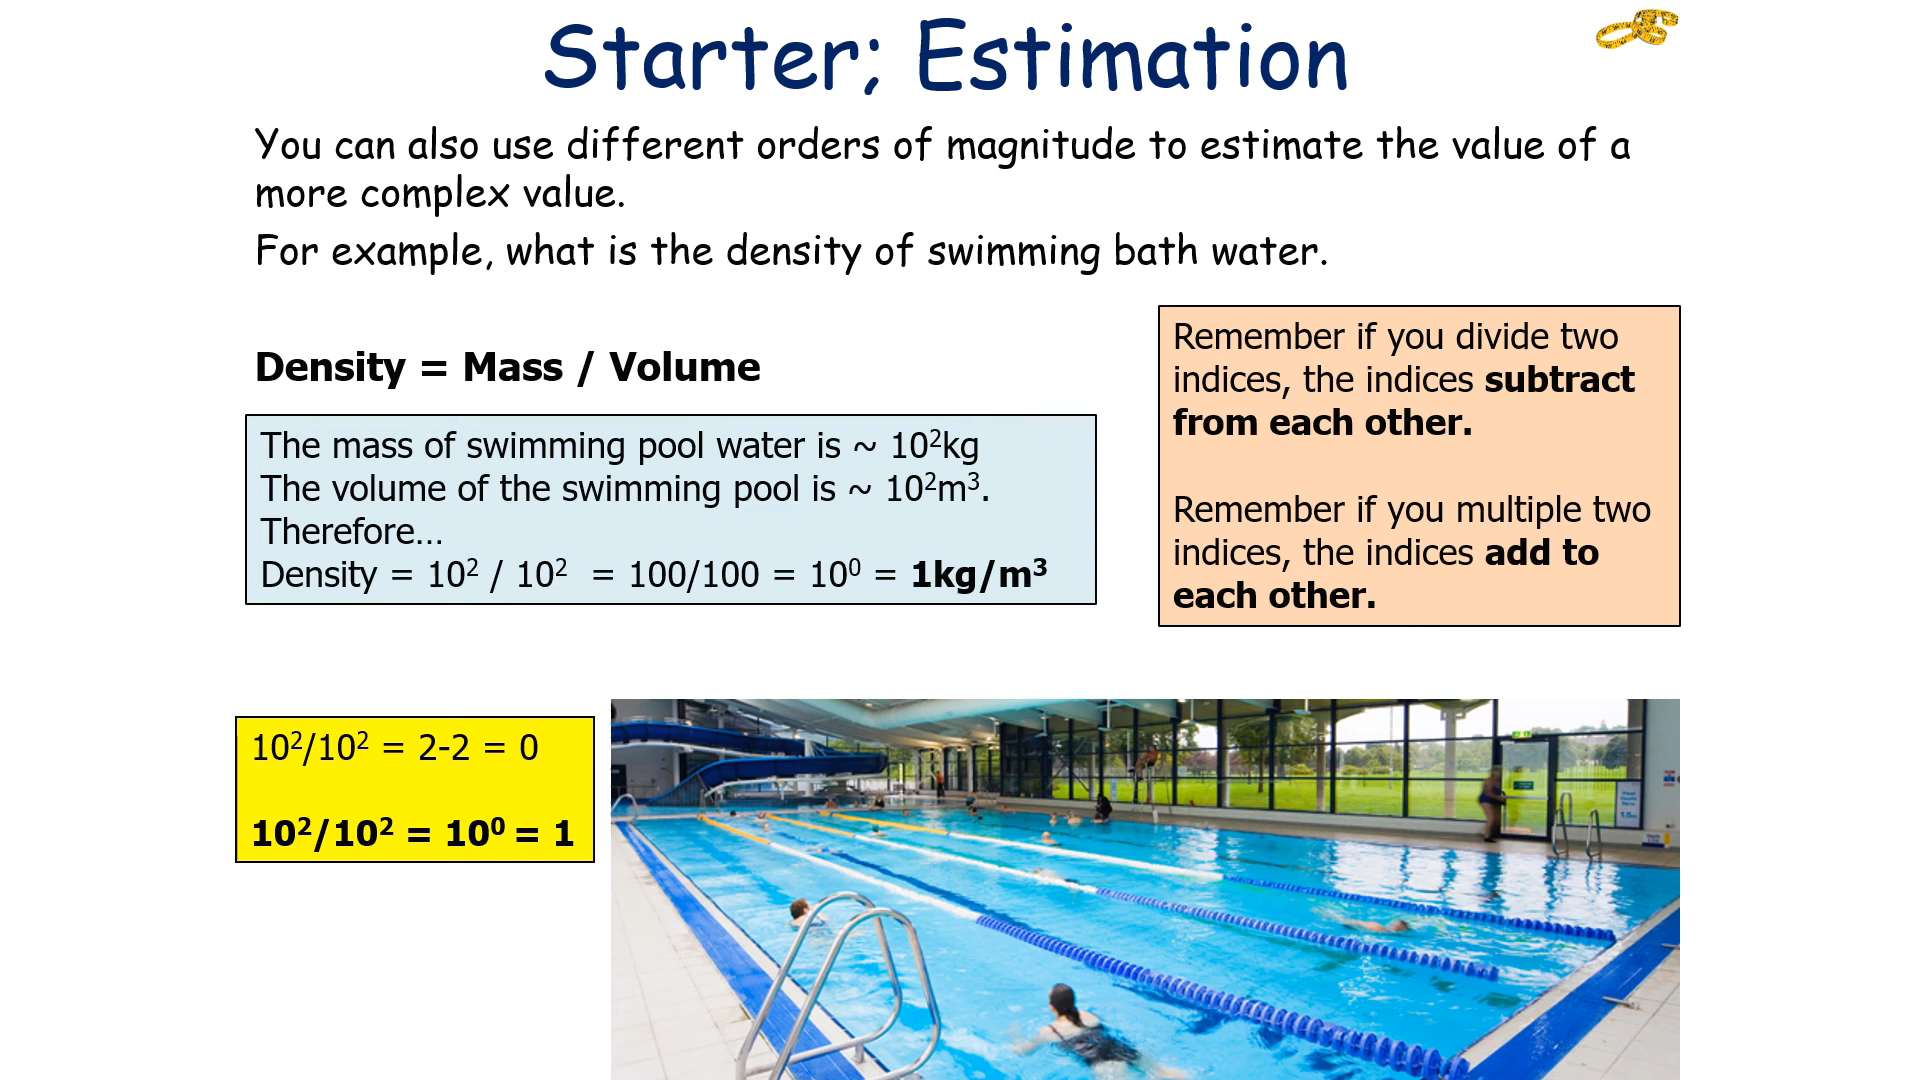 Starter; Estimation
You can also use different orders of magnitude to estimate the value of a
more complex value.
For example, what is the density of swimming bath water.
Density = Mass / Volume
The mass of swimming pool water is ~ 10²kg
The volume of the swimming pool is ~ 10²m³.
Therefore…
Density = 10² / 10²  = 100/100 = 10⁰ = 1kg/m³
Remember if you divide two
indices, the indices subtract
from each other.
Remember if you multiple two
indices, the indices add to
each other.
10²/10² = 2-2 = 0
10²/10² = 10⁰ = 1